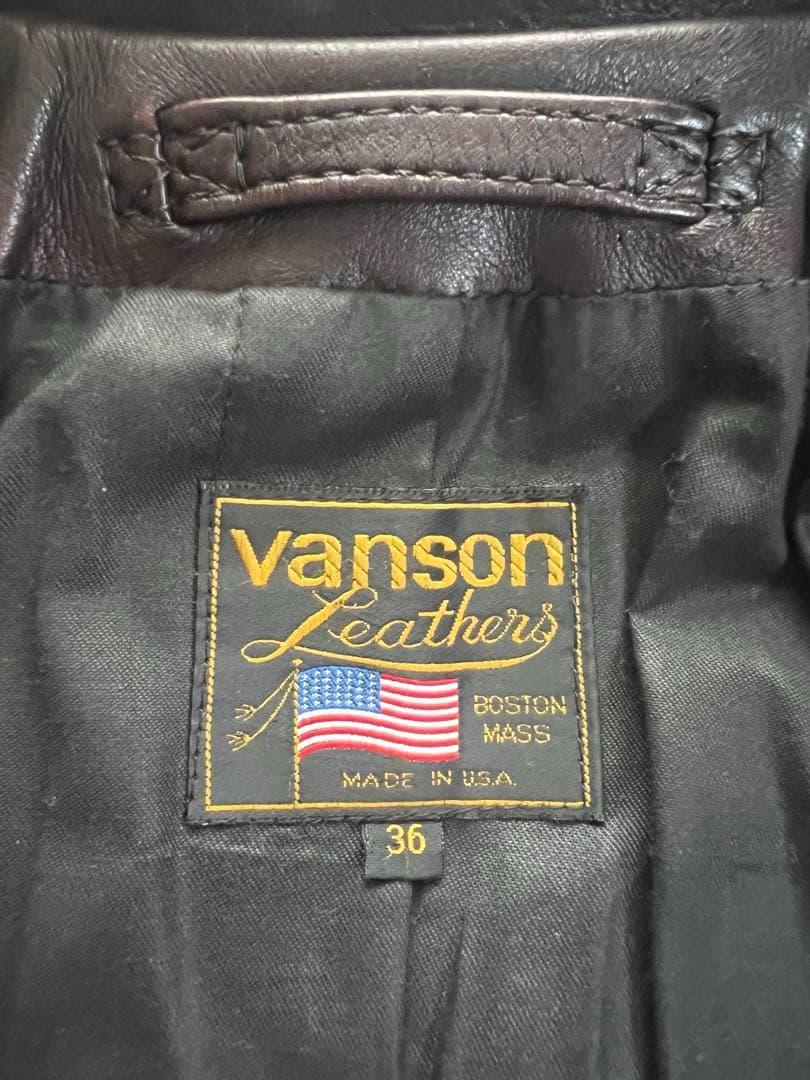 vanson
Leathers
BOSTON
MASS
MADE IN U.S.A.
36